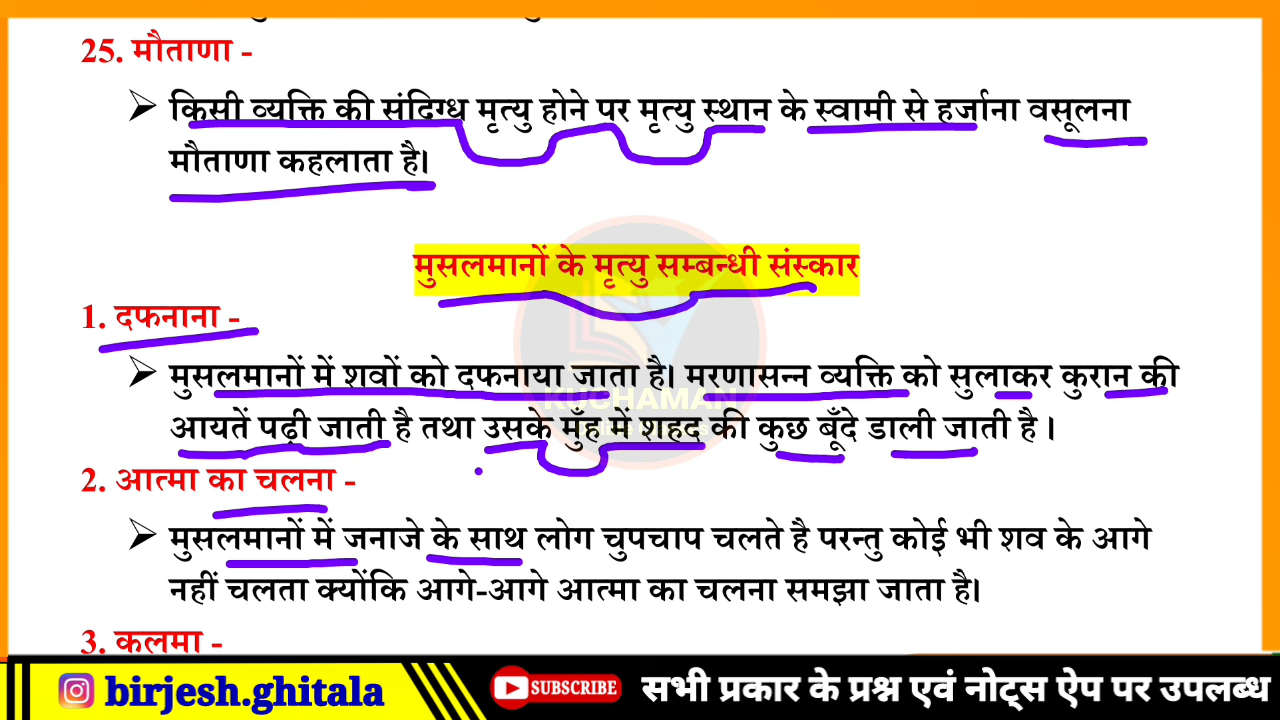 25. मौताणा -
➢ किसी व्यक्ति की संदिग्ध मृत्यु होने पर मृत्यु स्थान के स्वामी से हर्जाना वसूलना
मौताणा कहलाता है।
मुसलमानों के मृत्यु सम्बन्धी संस्कार
1. दफनाना -
➢ मुसलमानों में शवों को दफनाया जाता है। मरणासन्न व्यक्ति को सुलाकर कुरान की
KUCHAMAN
आयतें पढ़ी जाती है तथा उसके मुँह में शहद की कुछ बूँदे डाली जाती है ।
2. आत्मा का चलना -
➢ मुसलमानों में जनाजे के साथ लोग चुपचाप चलते है परन्तु कोई भी शव के आगे
नहीं चलता क्योंकि आगे-आगे आत्मा का चलना समझा जाता है।
3. कलमा -
birjesh.ghitala SUBSCRIBE सभी प्रकार के प्रश्न एवं नोट्स ऐप पर उपलब्ध